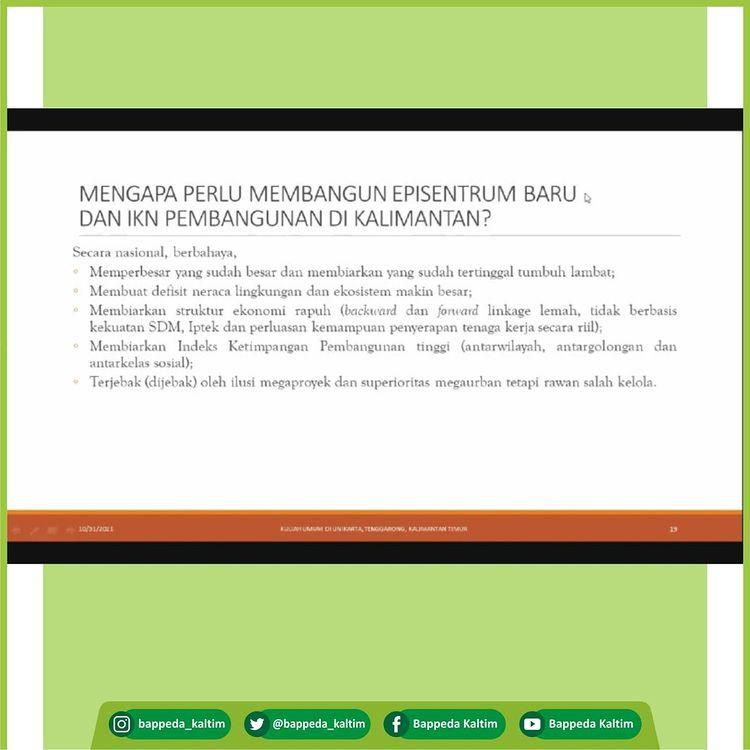 MENGAPA PERLU MEMBANGUN EPISENTRUM BARU
DAN IKN PEMBANGUNAN DI KALIMANTAN?
Secara nasional, berbahaya,
◦ Memperbesar yang sudah besar dan membiarkan yang sudah tertinggal tumbuh lambat;
◦ Membuat defisit neraca lingkungan dan ekosistem makin besar;
◦ Membiarkan struktur ekonomi rapuh (backward dan forward linkage lemah, tidak berbasis
kekuatan SDM, Iptek dan perluasan kemampuan penyerapan tenaga kerja secara riil);
◦ Membiarkan Indeks Ketimpangan Pembangunan tinggi (antarwilayah, antargolongan dan
antarkelas sosial);
◦ Terjebak (dijebak) oleh ilusi megaproyek dan superioritas megaurban tetapi rawan salah kelola.
10/31/2021 KULIAH UMUM DI UNIKARTA, TENGGARONG, KALIMANTAN TIMUR 19
bappeda_kaltim @bappeda_kaltim Bappeda Kaltim Bappeda Kaltim